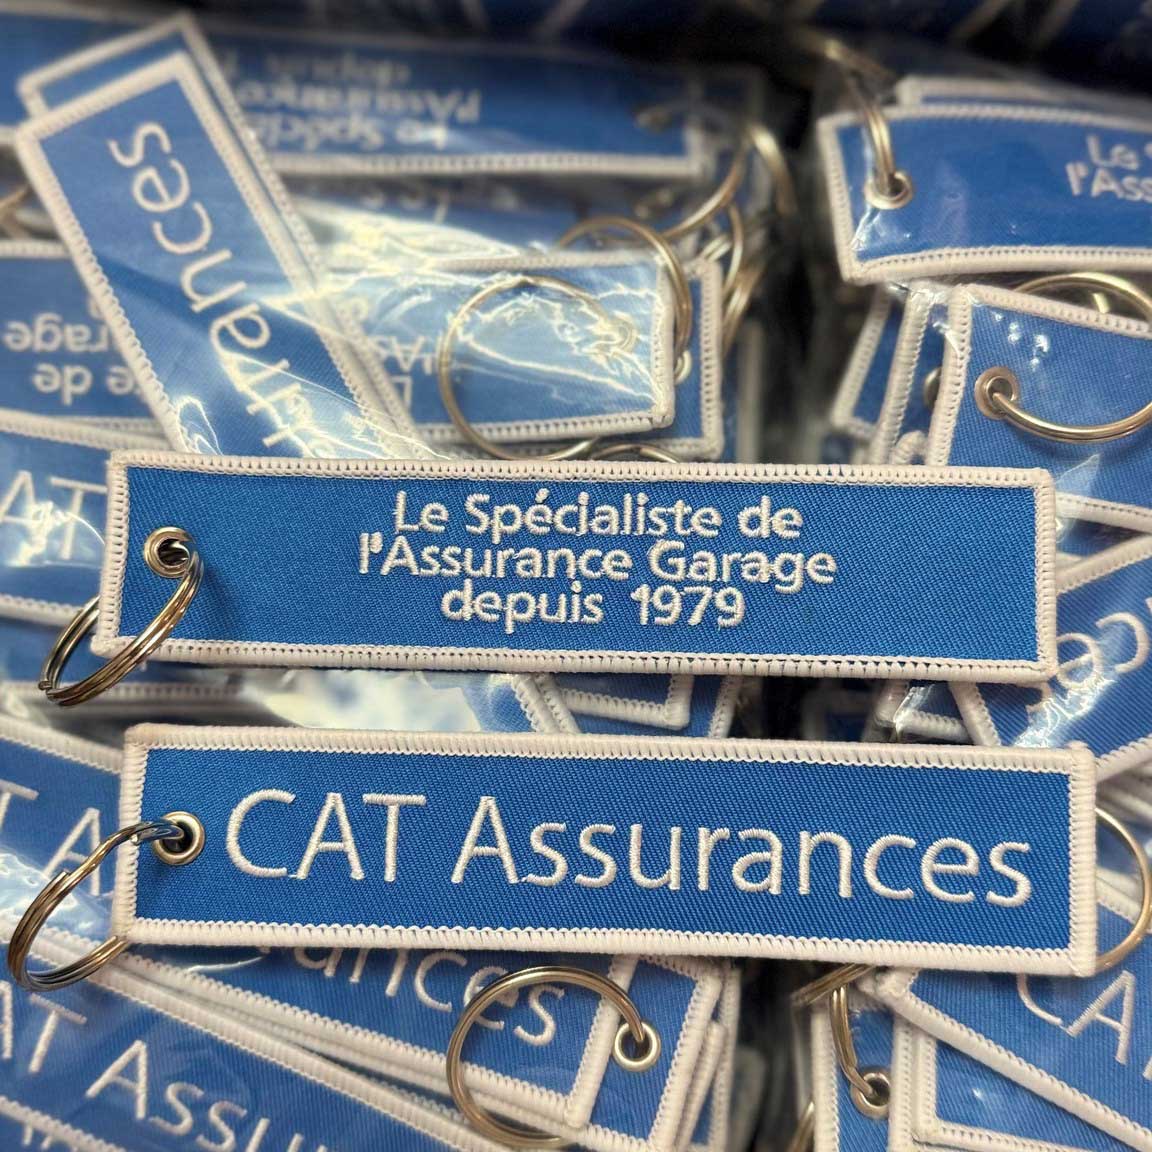 Le Spécialiste de
l'Assurance Garage
depuis 1979
CAT Assurances